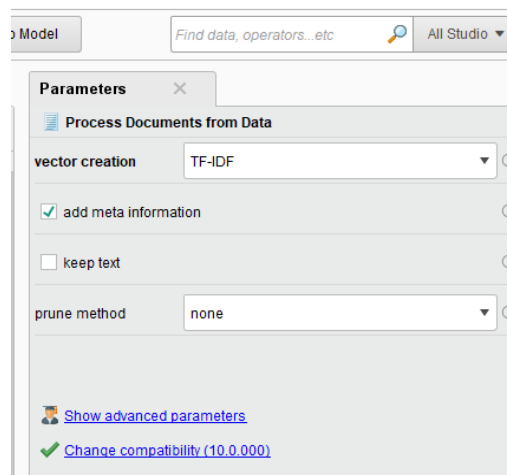 Model
Find data, operators...etc
All Studio
Parameters
Process Documents from Data
vector creation
TF-IDF
add meta information
keep text
prune method
none
Show advanced parameters
Change compatibility (10.0.000)